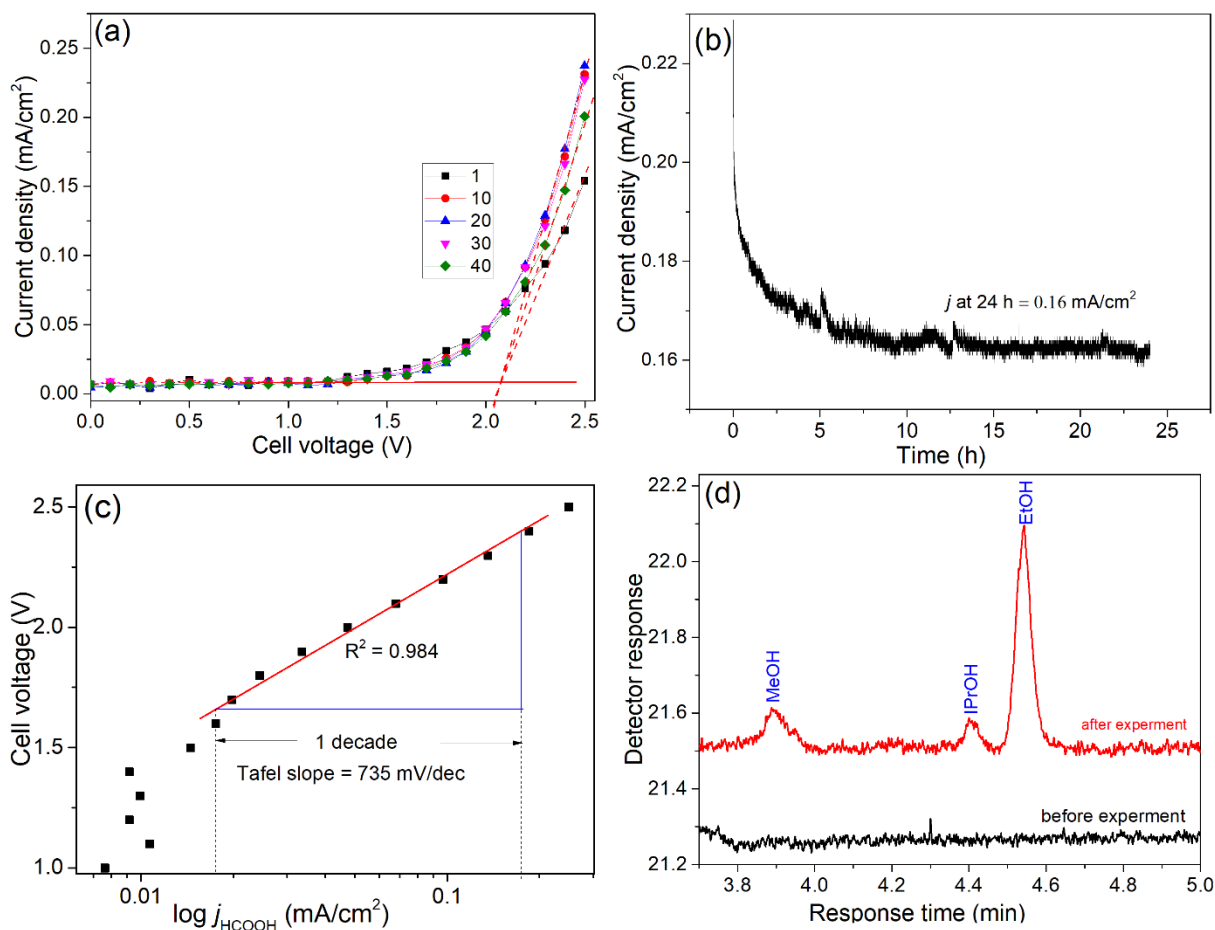 (a)
Current density (mA/cm²)
0.25
0.20
0.15
0.10
0.05
0.00
1
10
20
30
40
0.0 0.5 1.0 1.5 2.0 2.5
Cell voltage (V)
(b)
Current density (mA/cm²)
0.22
0.20
0.18
0.16
j at 24 h = 0.16 mA/cm²
0 5 10 15 20 25
Time (h)
(c)
Cell voltage (V)
2.5
2.0
1.5
1.0
R² = 0.984
1 decade
Tafel slope = 735 mV/dec
0.01 0.1
log jHCOOH (mA/cm²)
(d)
Detector response
22.2
22.0
21.8
21.6
21.4
21.2
MeOH
IPrOH
EtOH
after experment
before experment
3.8 4.0 4.2 4.4 4.6 4.8 5.0
Response time (min)